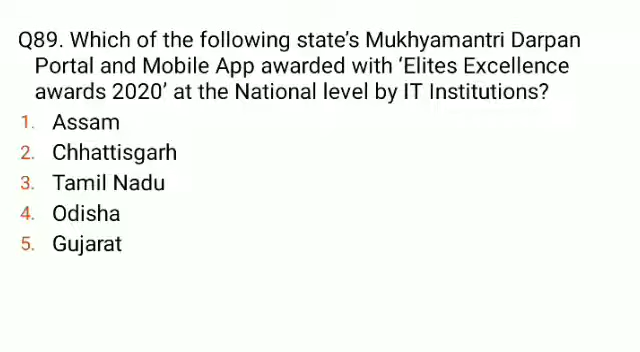 Q89. Which of the following state's Mukhyamantri Darpan
Portal and Mobile App awarded with ‘Elites Excellence
awards 2020’ at the National level by IT Institutions?
1. Assam
2. Chhattisgarh
3. Tamil Nadu
4. Odisha
5. Gujarat